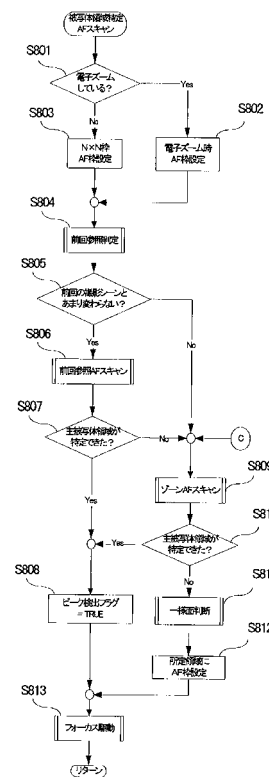 被写体領域特定
AFスキャン
S801
電子ズーム
している?
Yes
No
S803
N×N枠
AF枠設定
S802
電子ズーム時
AF枠設定
S804
前回参照判定
S805
前回の撮影シーンと
あまり変わらない?
No
Yes
S806
前回参照AFスキャン
S807
主被写体領域が
特定できた?
No
C
Yes
S809
ゾーンAFスキャン
S81
主被写体領域が
特定できた?
Yes
No
S808
ピーク検出フラグ
=TRUE
S81
一様面判断
S812
所定領域に
AF枠設定
S813
フォーカス駆動
リターン